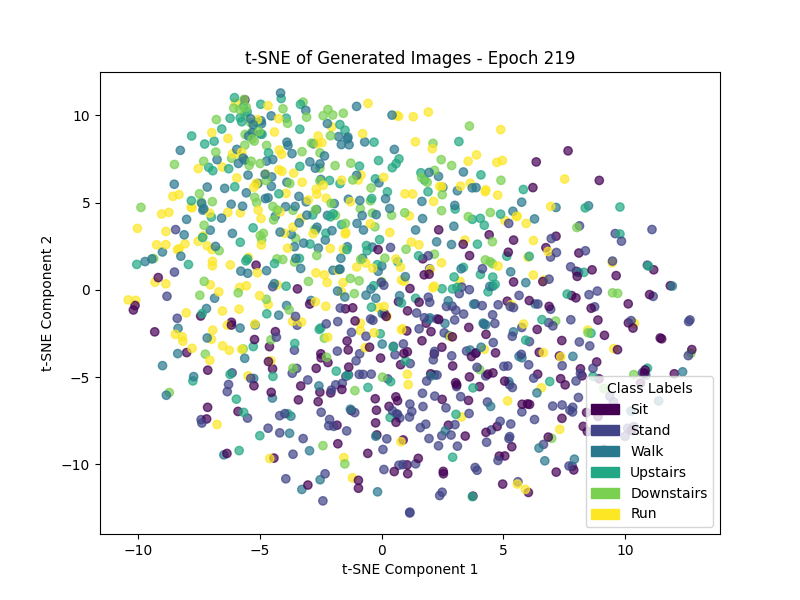 t-SNE of Generated Images - Epoch 219
10
5
0
−5
−10
t-SNE Component 2
Class Labels
Sit
Stand
Walk
Upstairs
Downstairs
Run
−10
−5
0
5
10
t-SNE Component 1